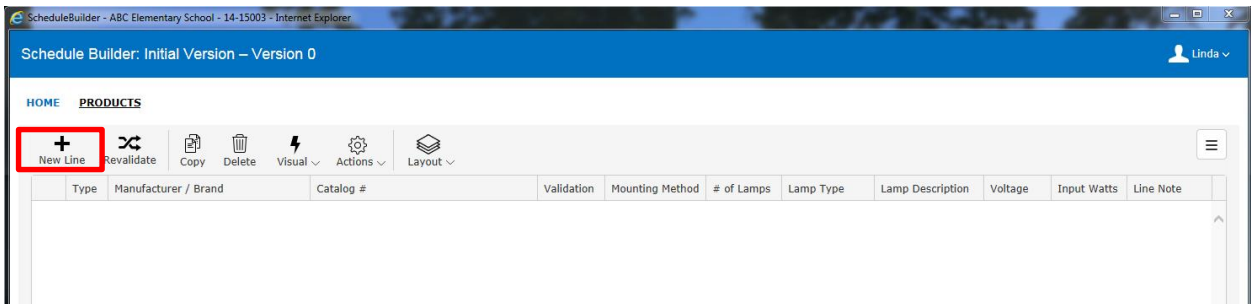 ScheduleBuilder - ABC Elementary School - 14-15003 - Internet Explorer
Schedule Builder: Initial Version – Version 0
Linda
HOME PRODUCTS
New Line Revalidate Copy Delete Visual Actions Layout
Type Manufacturer / Brand Catalog # Validation Mounting Method # of Lamps Lamp Type Lamp Description Voltage Input Watts Line Note